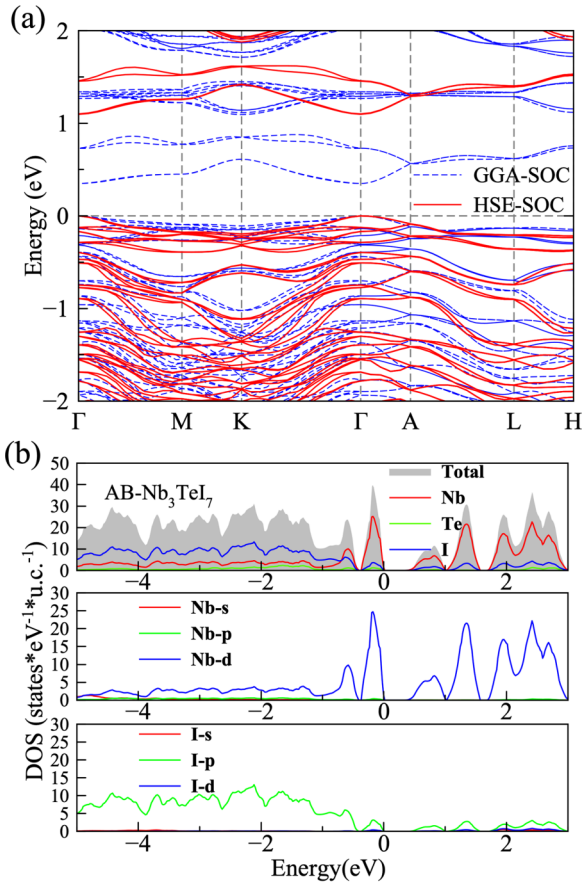 (a)
2
1
0
−1
−2
Energy (eV)
GGA-SOC
HSE-SOC
Γ M K Γ A L H
(b)
50
40
30
20
10
0
AB-Nb₃TeI₇
Total
Nb
Te
I
−4 −2 0 2
30
25
20
15
10
5
0
Nb-s
Nb-p
Nb-d
−4 −2 0 2
30
25
20
15
10
5
0
I-s
I-p
I-d
−4 −2 0 2
DOS (states*eV⁻¹*u.c.⁻¹)
Energy(eV)